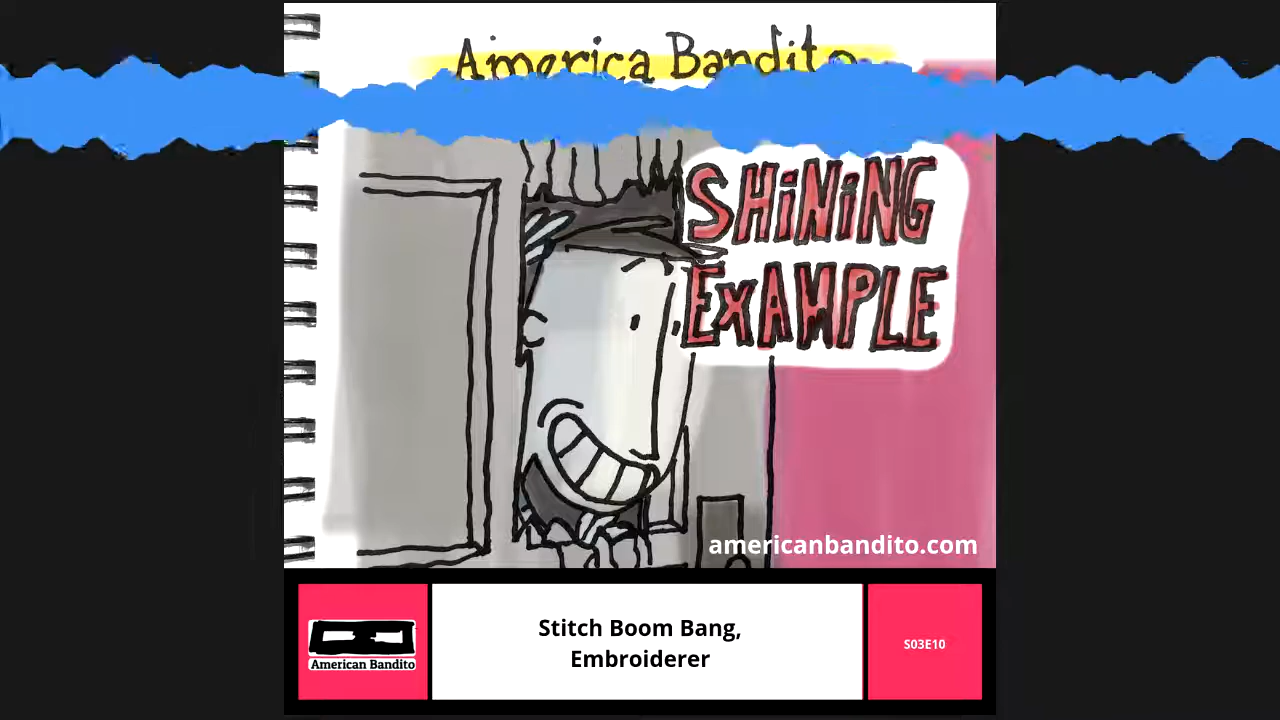 America Bandito
SHiNiNG
ExAMPLE
americanbandito.com
American Bandito
Stitch Boom Bang,
Embroiderer
S03E10